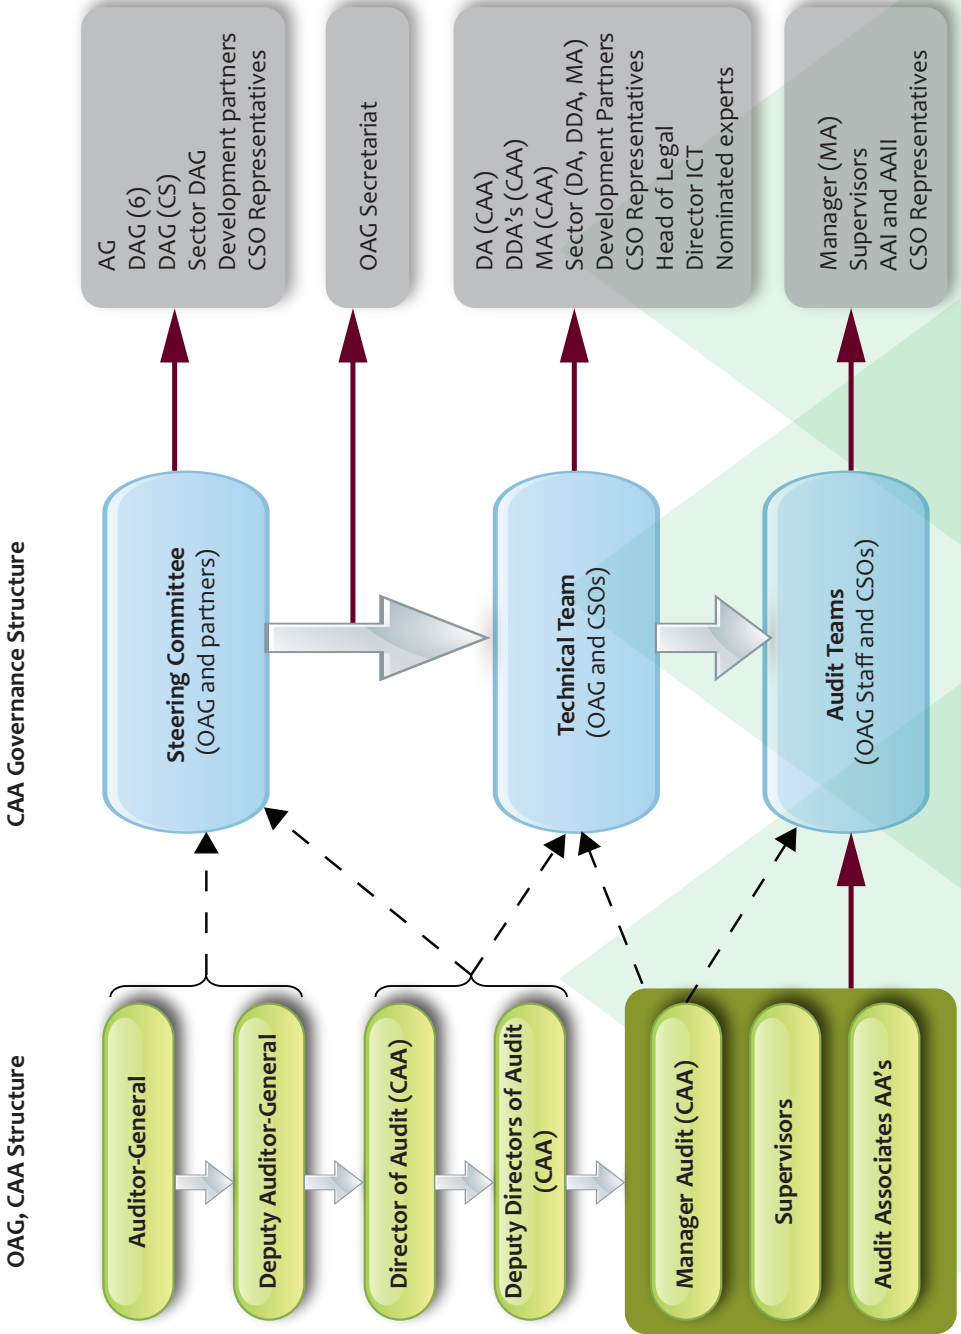 OAG, CAA Structure
Auditor-General
Deputy Auditor-General
Director of Audit (CAA)
Deputy Directors of Audit
(CAA)
Manager Audit (CAA)
Supervisors
Audit Associates AA's
CAA Governance Structure
Steering Committee
(OAG and partners)
Technical Team
(OAG and CSOs)
Audit Teams
(OAG Staff and CSOs)
AG
DAG (6)
DAG (CS)
Sector DAG
Development partners
CSO Representatives
OAG Secretariat
DA (CAA)
DDA's (CAA)
MA (CAA)
Sector (DA, DDA, MA)
Development Partners
CSO Representatives
Head of Legal
Director ICT
Nominated experts
Manager (MA)
Supervisors
AAI and AAII
CSO Representatives